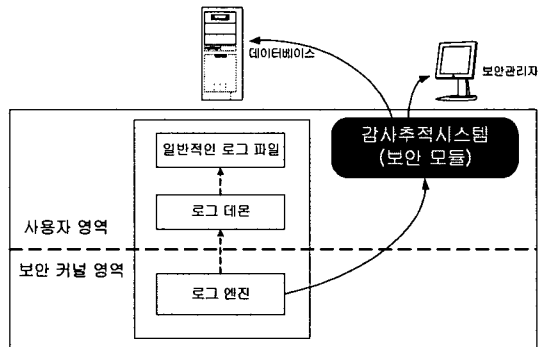 데이터베이스
보안관리자
감사추적시스템
(보안 모듈)
일반적인 로그 파일
로그 데몬
사용자 영역
보안 커널 영역
로그 엔진